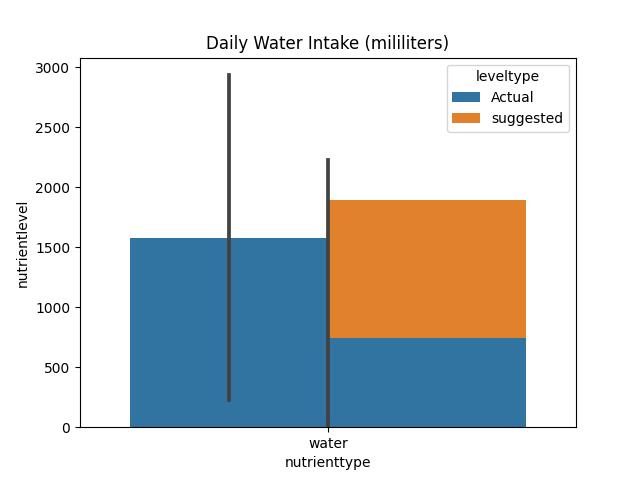 Daily Water Intake (mililiters)
leveltype
Actual
suggested
3000
2500
2000
1500
1000
500
0
nutrientlevel
water
nutrienttype